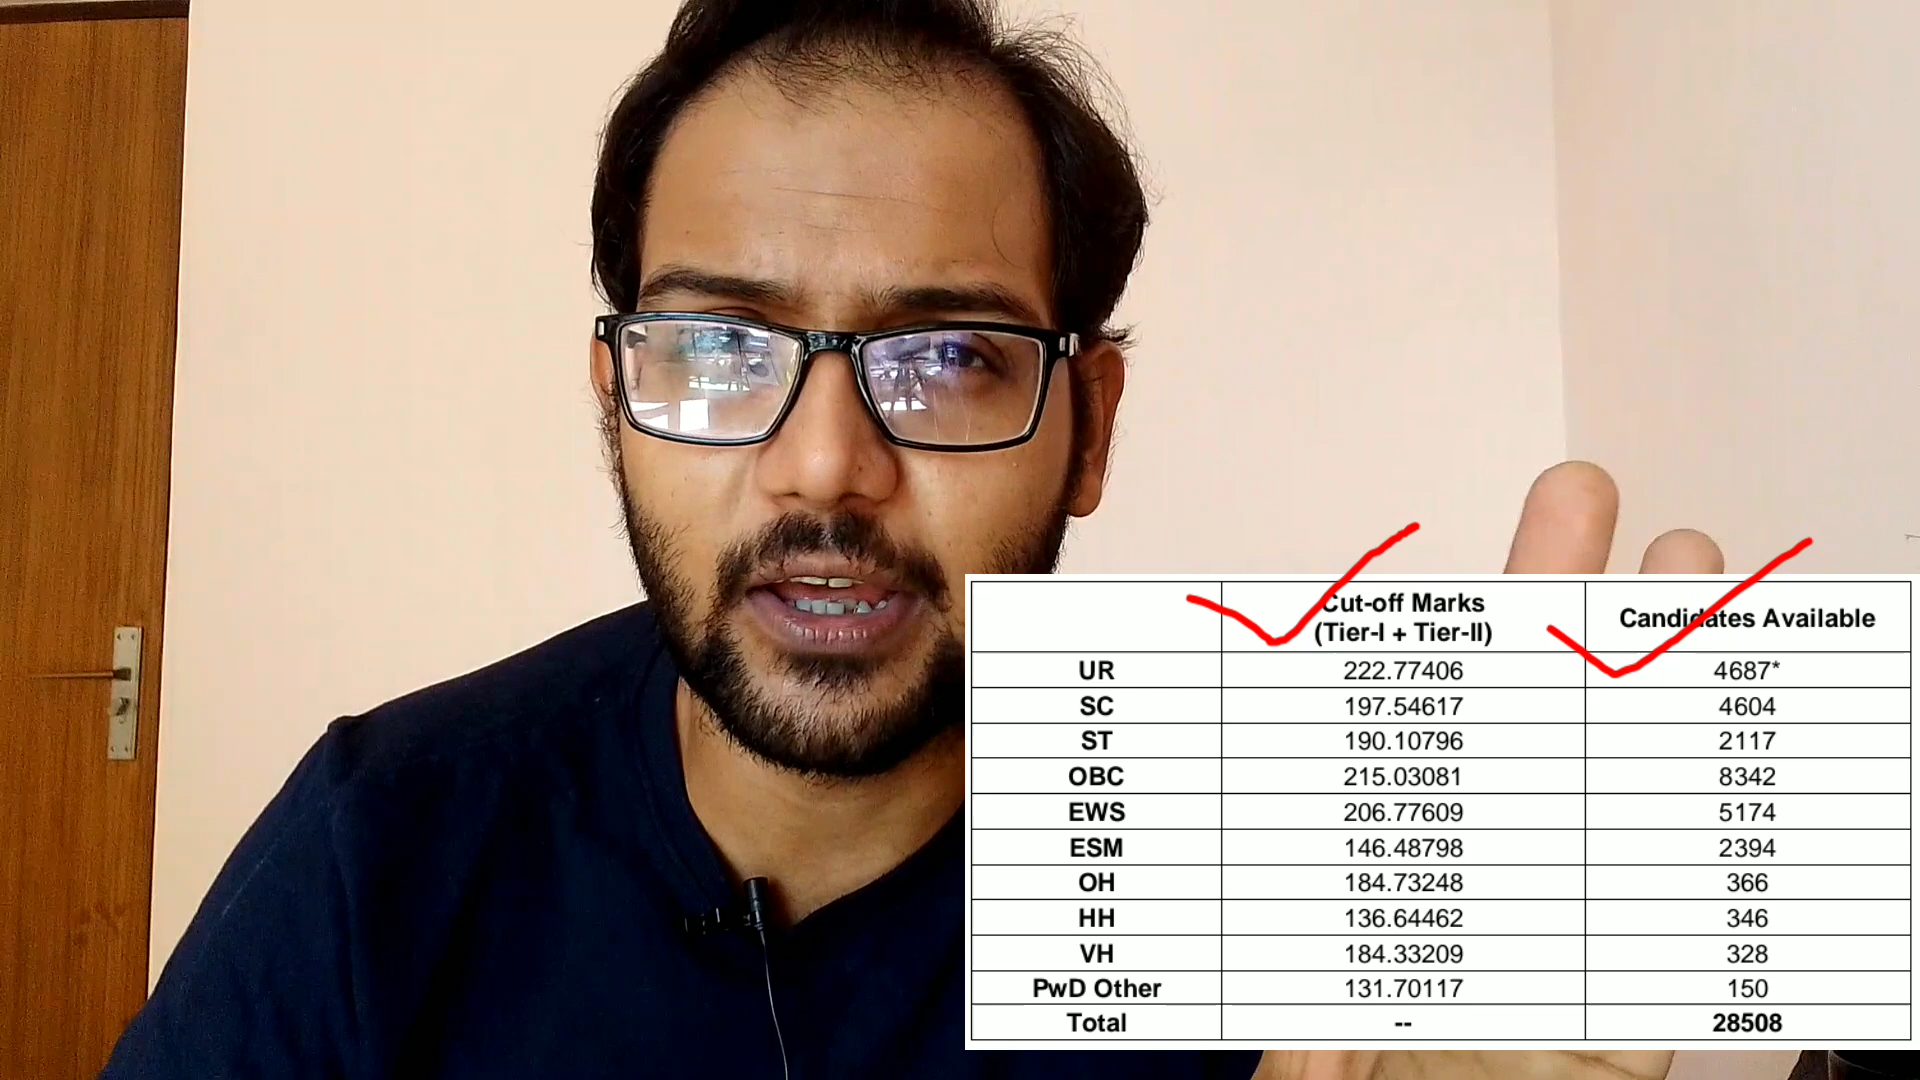 Cut-off Marks
(Tier-I + Tier-II)
Candidates Available
UR 222.77406 4687*
SC 197.54617 4604
ST 190.10796 2117
OBC 215.03081 8342
EWS 206.77609 5174
ESM 146.48798 2394
OH 184.73248 366
HH 136.64462 346
VH 184.33209 328
PwD Other 131.70117 150
Total -- 28508